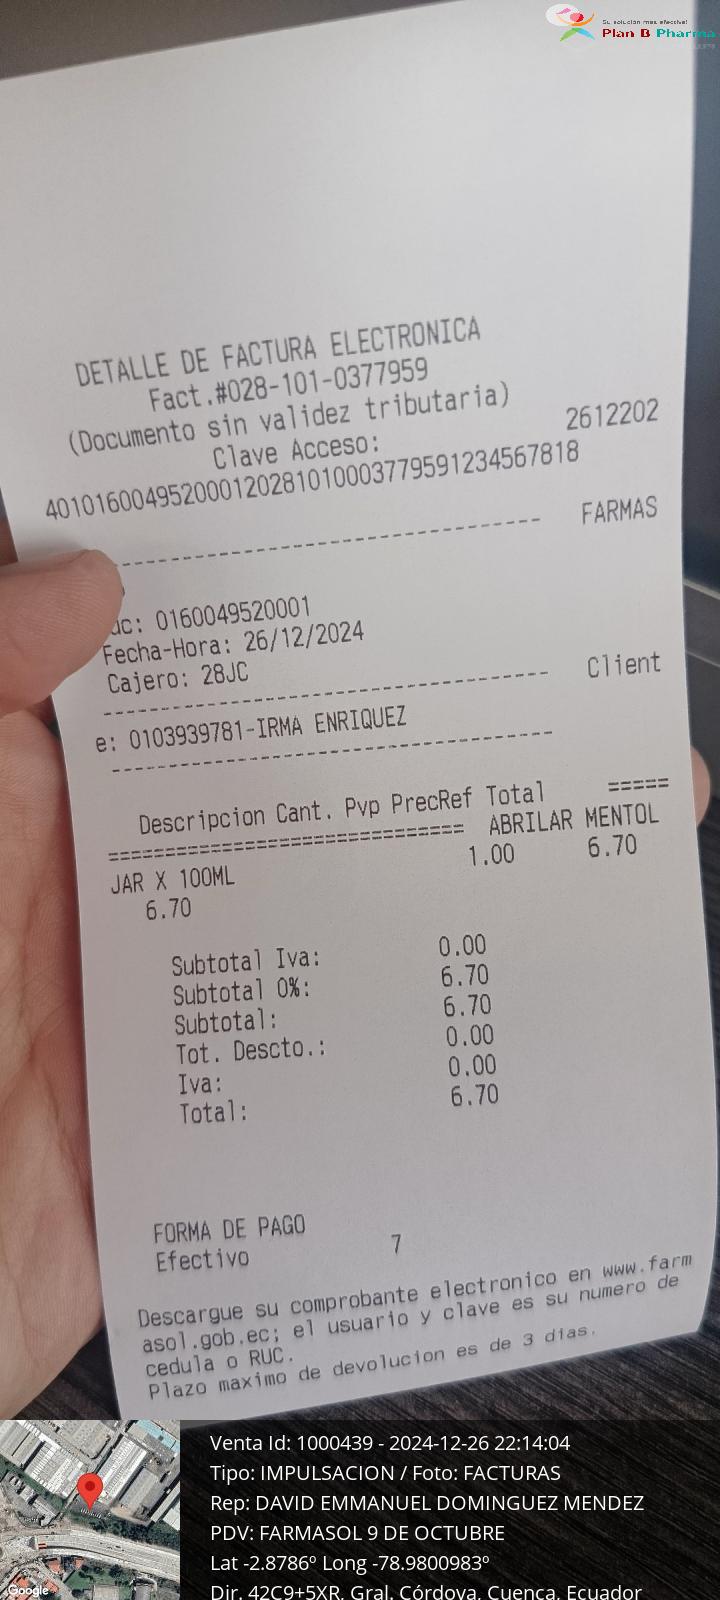 Su solución más efectiva!
Plan B Pharma
DETALLE DE FACTURA ELECTRONICA
Fact.#028-101-0377959
(Documento sin validez tributaria)
Clave Acceso: 2612202
401016004952000120281010003779591234567818
-------------------------------- FARMAS
uc: 0160049520001
Fecha-Hora: 26/12/2024
Cajero: 28JC
-------------------------------- Client
e: 0103939781-IRMA ENRIQUEZ
--------------------------------
Descripcion Cant. Pvp PrecRef Total =====
=============================== ABRILAR MENTOL
JAR X 100ML 1.00 6.70
6.70
Subtotal Iva: 0.00
Subtotal 0%: 6.70
Subtotal: 6.70
Tot. Descto.: 0.00
Iva: 0.00
Total: 6.70
FORMA DE PAGO
Efectivo 7
Descargue su comprobante electronico en www.farm
asol.gob.ec; el usuario y clave es su numero de
cedula o RUC.
Plazo maximo de devolucion es de 3 dias.
Venta Id: 1000439 - 2024-12-26 22:14:04
Tipo: IMPULSACION / Foto: FACTURAS
Rep: DAVID EMMANUEL DOMINGUEZ MENDEZ
PDV: FARMASOL 9 DE OCTUBRE
Lat -2.8786º Long -78.9800983º
Dir. 42C9+5XR, Gral. Córdova, Cuenca, Ecuador
Google